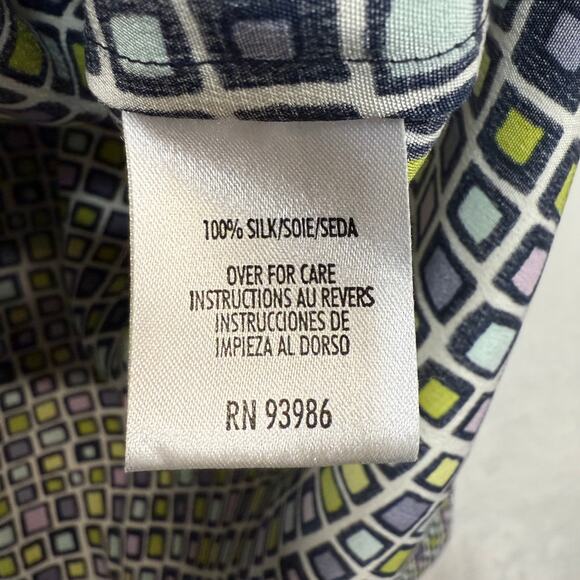 100% SILK/SOIE/SEDA
OVER FOR CARE
INSTRUCTIONS AU REVERS
INSTRUCCIONES DE
IMPIEZA AL DORSO
RN 93986